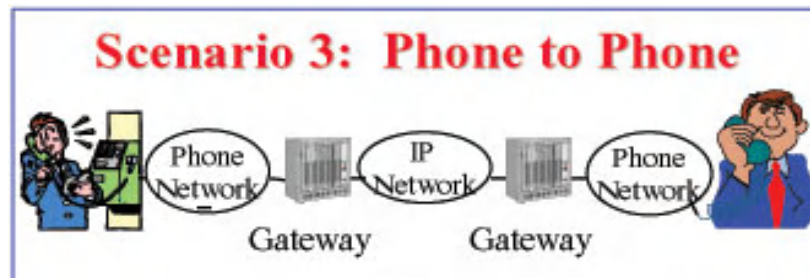 Scenario 3: Phone to Phone
Phone
Network
IP
Network
Phone
Network
Gateway
Gateway